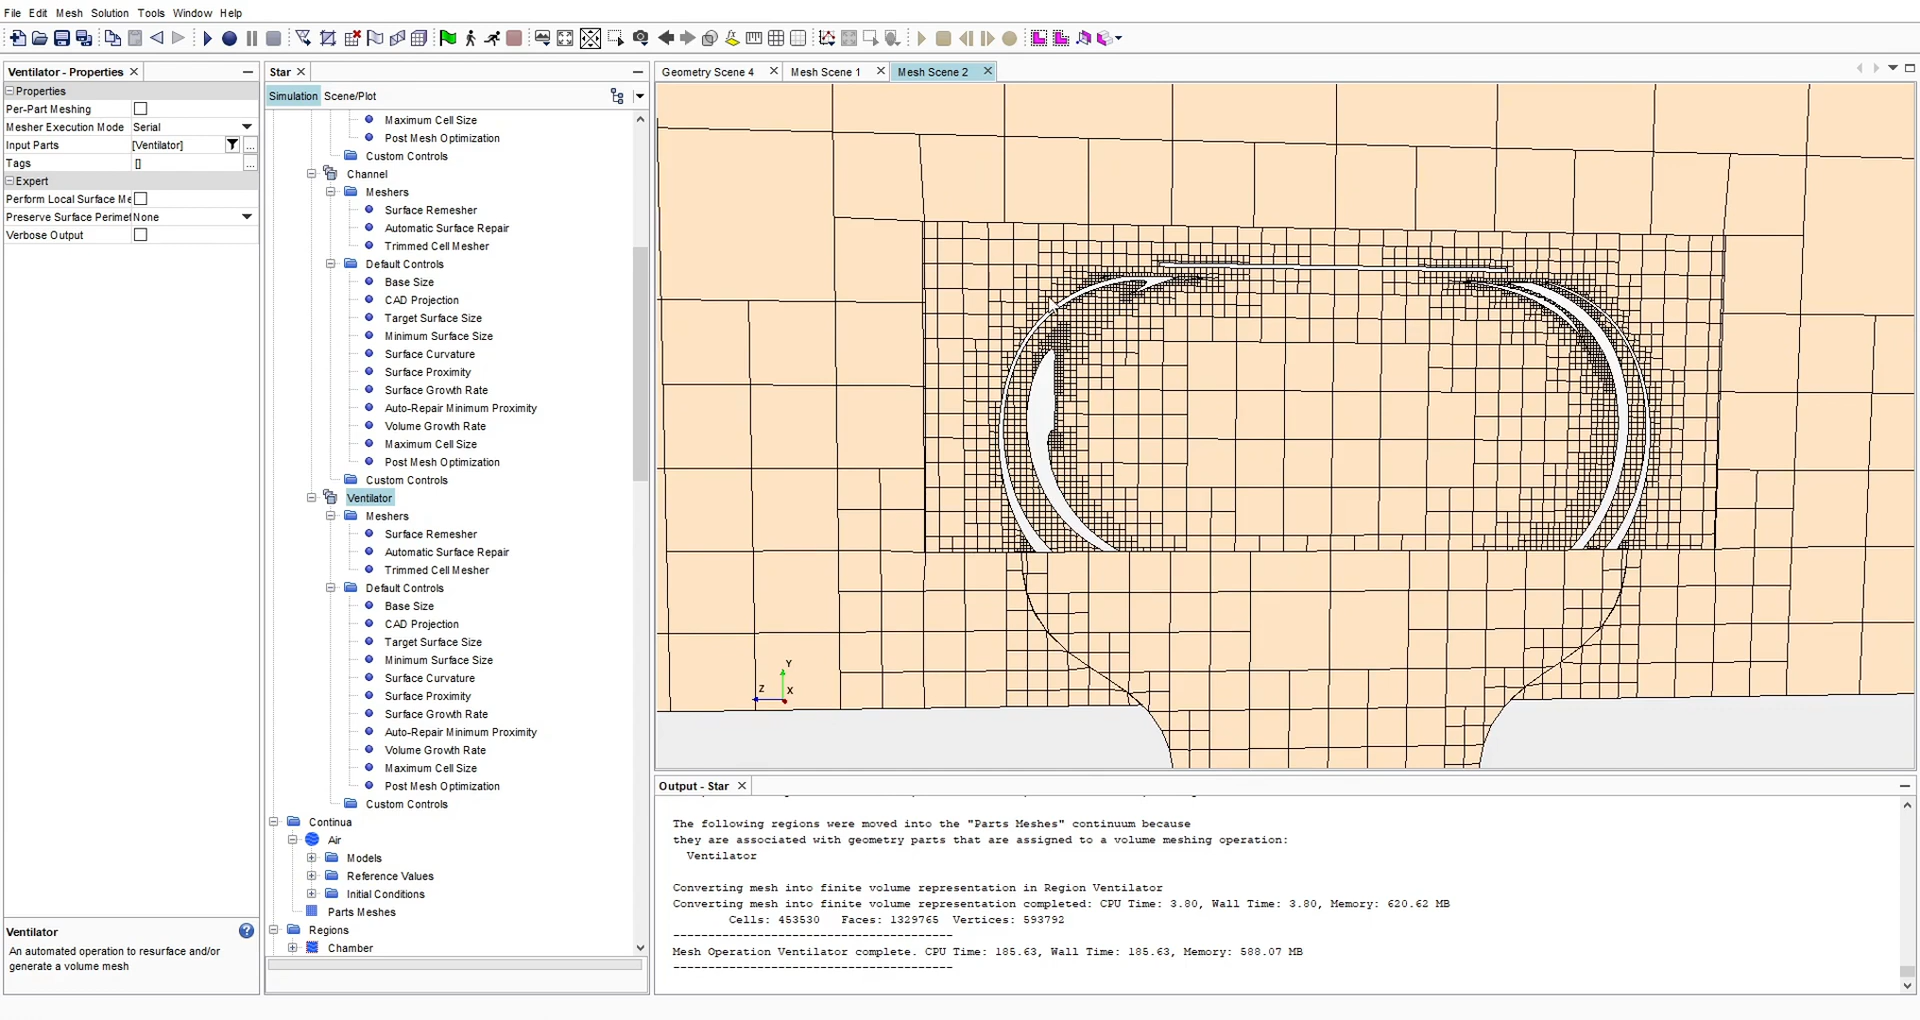 File Edit Mesh Solution Tools Window Help
Ventilator - Properties
Properties
Per-Part Meshing
Mesher Execution Mode Serial
Input Parts [Ventilator] ...
Tags [] ...
Expert
Perform Local Surface Me
Preserve Surface Perimet None
Verbose Output
Ventilator
An automated operation to resurface and/or
generate a volume mesh
Star
Simulation Scene/Plot
Maximum Cell Size
Post Mesh Optimization
Custom Controls
Channel
Meshers
Surface Remesher
Automatic Surface Repair
Trimmed Cell Mesher
Default Controls
Base Size
CAD Projection
Target Surface Size
Minimum Surface Size
Surface Curvature
Surface Proximity
Surface Growth Rate
Auto-Repair Minimum Proximity
Volume Growth Rate
Maximum Cell Size
Post Mesh Optimization
Custom Controls
Ventilator
Meshers
Surface Remesher
Automatic Surface Repair
Trimmed Cell Mesher
Default Controls
Base Size
CAD Projection
Target Surface Size
Minimum Surface Size
Surface Curvature
Surface Proximity
Surface Growth Rate
Auto-Repair Minimum Proximity
Volume Growth Rate
Maximum Cell Size
Post Mesh Optimization
Custom Controls
Continua
Air
Models
Reference Values
Initial Conditions
Parts Meshes
Regions
Chamber
Geometry Scene 4 Mesh Scene 1 Mesh Scene 2
Y
Z X
Output - Star
The following regions were moved into the "Parts Meshes" continuum because
they are associated with geometry parts that are assigned to a volume meshing operation:
Ventilator
Converting mesh into finite volume representation in Region Ventilator
Converting mesh into finite volume representation completed: CPU Time: 3.80, Wall Time: 3.80, Memory: 620.62 MB
Cells: 453530 Faces: 1329765 Vertices: 593792
----------------------------------------
Mesh Operation Ventilator complete. CPU Time: 185.63, Wall Time: 185.63, Memory: 588.07 MB
----------------------------------------